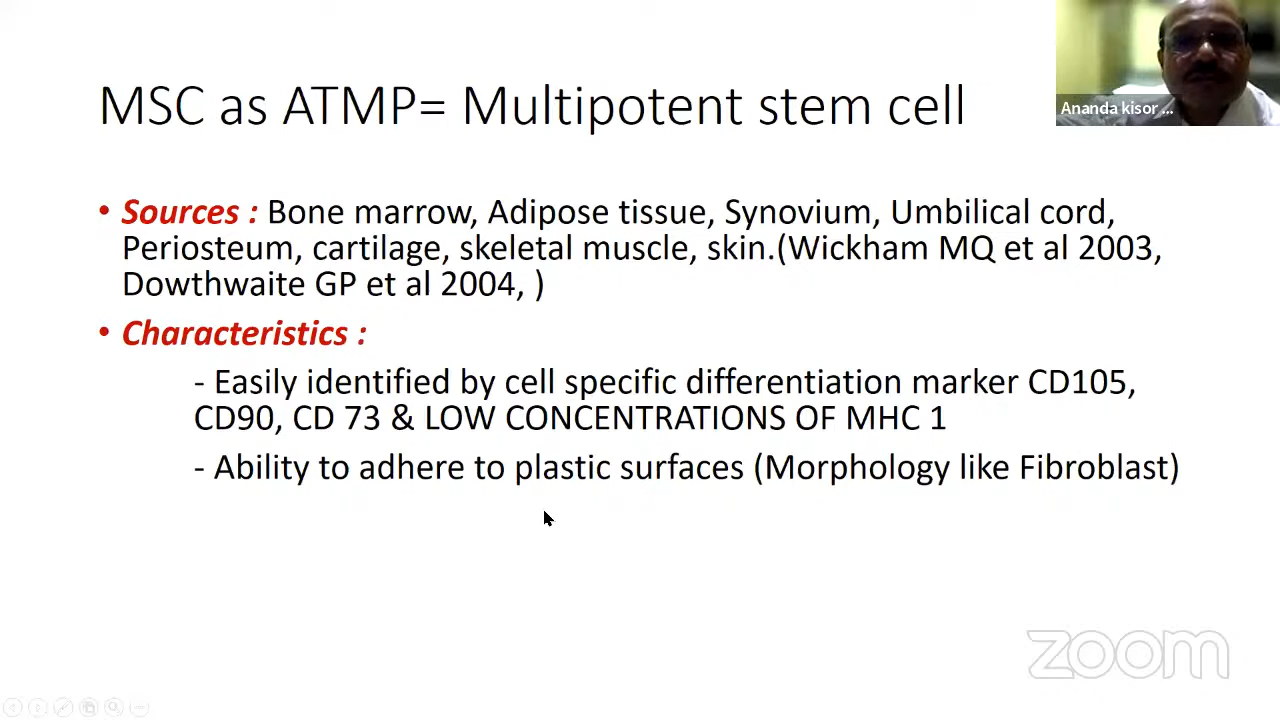 MSC as ATMP= Multipotent stem cell
Ananda kisor ...
• Sources : Bone marrow, Adipose tissue, Synovium, Umbilical cord,
Periosteum, cartilage, skeletal muscle, skin.(Wickham MQ et al 2003,
Dowthwaite GP et al 2004, )
• Characteristics :
- Easily identified by cell specific differentiation marker CD105,
CD90, CD 73 & LOW CONCENTRATIONS OF MHC 1
- Ability to adhere to plastic surfaces (Morphology like Fibroblast)
zoom